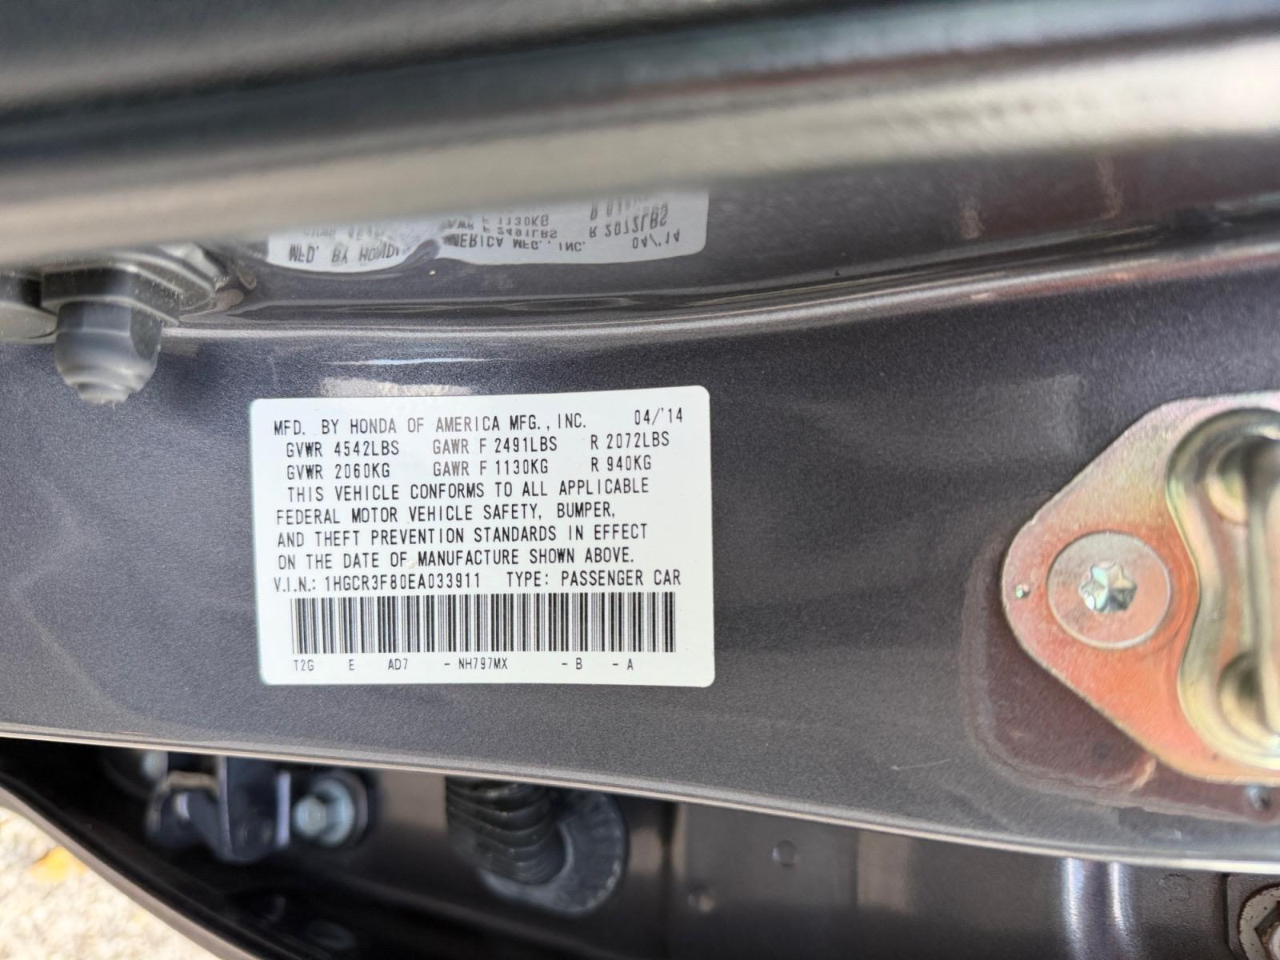 MFD. BY HONDA OF AMERICA MFG., INC. 04/'14
GVWR 4542LBS GAWR F 2491LBS R 2072LBS
GVWR 2060KG GAWR F 1130KG R 940KG
THIS VEHICLE CONFORMS TO ALL APPLICABLE
FEDERAL MOTOR VEHICLE SAFETY, BUMPER,
AND THEFT PREVENTION STANDARDS IN EFFECT
ON THE DATE OF MANUFACTURE SHOWN ABOVE.
V.I.N.: 1HGCR3F80EA033911 TYPE: PASSENGER CAR
T2G E AD7 - NH797MX - B - A